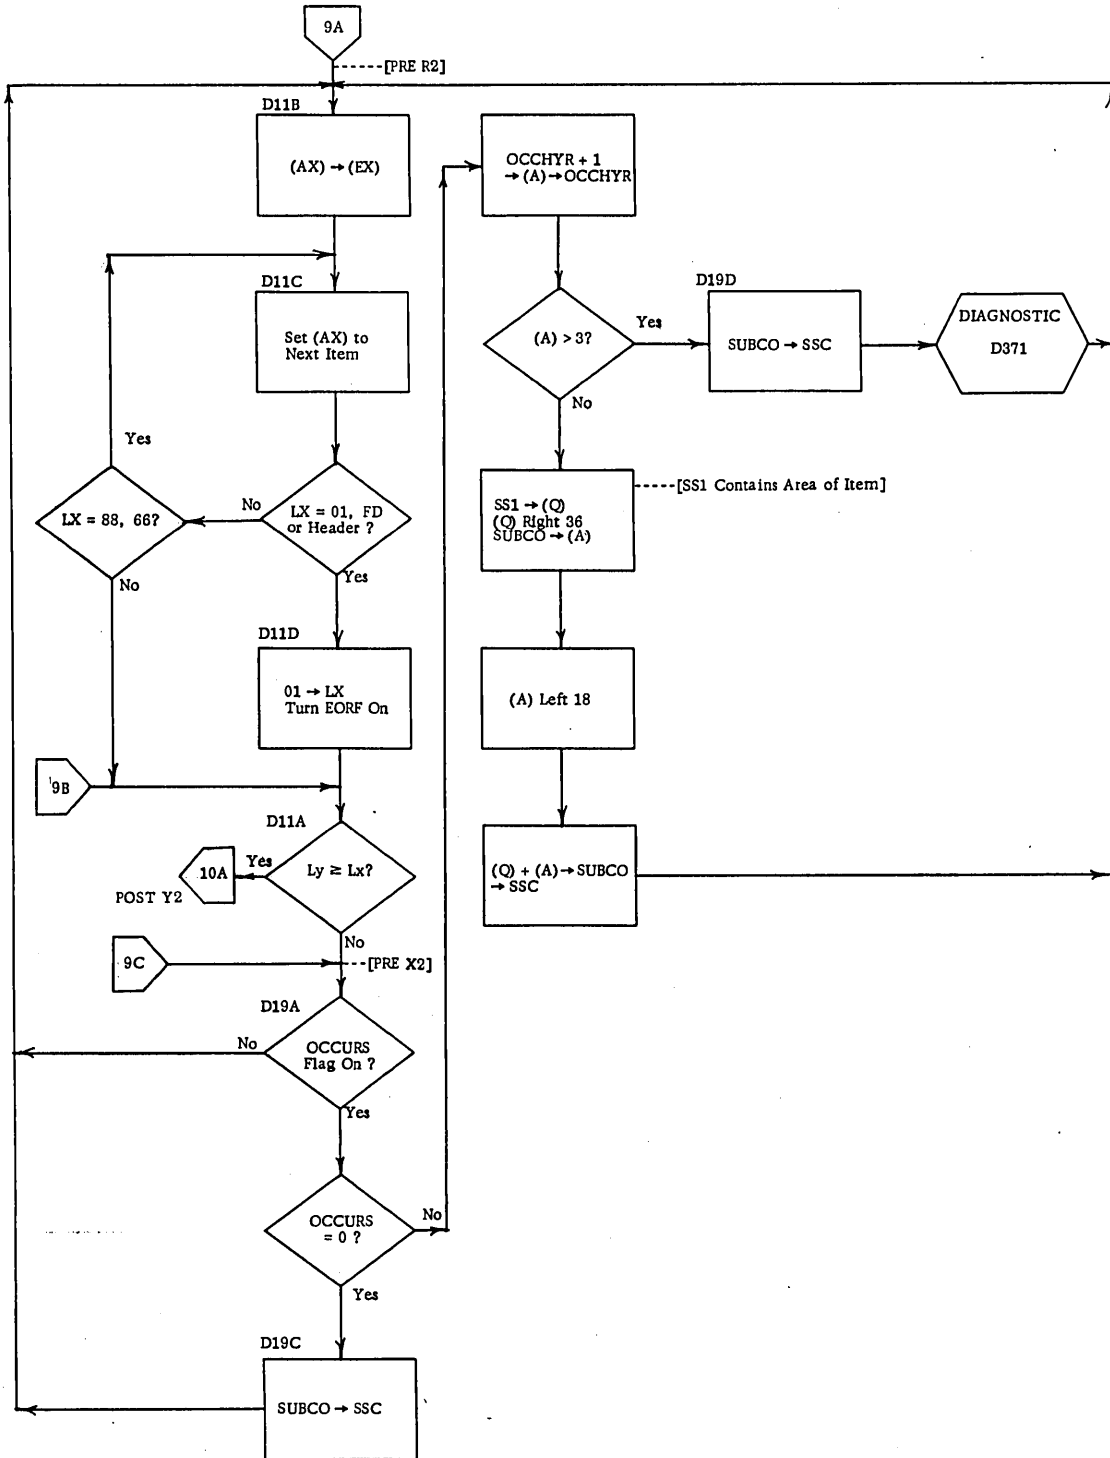 9A
[PRE R2]
D11B
(AX) → (EX)
D11C
Set (AX) to
Next Item
LX = 01, FD
or Header ?
No
Yes
LX = 88, 66?
Yes
No
D11D
01 → LX
Turn EORF On
9B
D11A
Ly ≥ Lx?
Yes
10A
POST Y2
No
9C
[PRE X2]
D19A
OCCURS
Flag On ?
No
Yes
OCCURS
= 0 ?
No
Yes
D19C
SUBCO → SSC
OCCHYR + 1
→ (A) → OCCHYR
(A) > 3?
Yes
No
D19D
SUBCO → SSC
DIAGNOSTIC
D371
SS1 → (Q)
(Q) Right 36
SUBCO → (A)
[SS1 Contains Area of Item]
(A) Left 18
(Q) + (A) → SUBCO
→ SSC